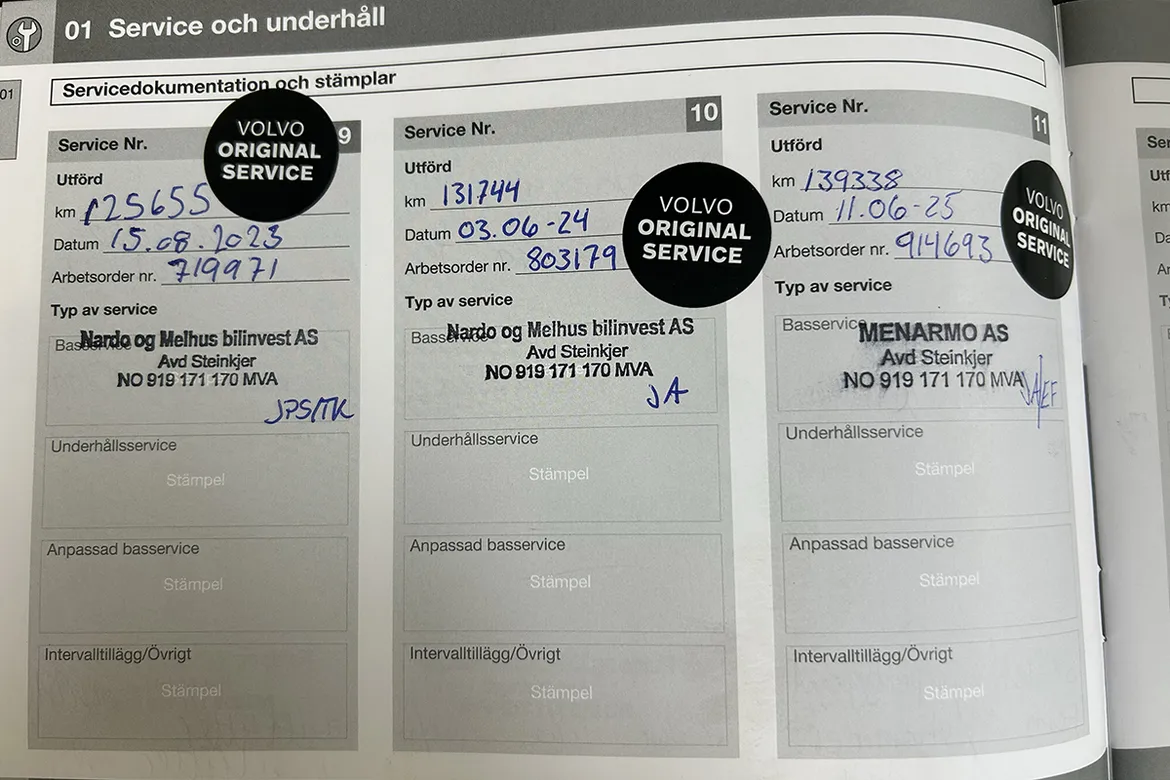 01 Service och underhåll
01
Servicedokumentation och stämplar
Service Nr. 9
VOLVO
ORIGINAL
SERVICE
Utförd
km 125655
Datum 15.08.2023
Arbetsorder nr. 719971
Typ av service
Basservice
Nardo og Melhus bilinvest AS
Avd Steinkjer
NO 919 171 170 MVA
JPS/TK
Underhållsservice
Stämpel
Anpassad basservice
Stämpel
Intervalltillägg/Övrigt
Stämpel
Service Nr. 10
Utförd
km 131744
Datum 03.06-24
Arbetsorder nr. 803179
VOLVO
ORIGINAL
SERVICE
Typ av service
Basservice
Nardo og Melhus bilinvest AS
Avd Steinkjer
NO 919 171 170 MVA
JA
Underhållsservice
Stämpel
Anpassad basservice
Stämpel
Intervalltillägg/Övrigt
Stämpel
Service Nr. 11
Utförd
km 139338
Datum 11.06-25
Arbetsorder nr. 914693
VOLVO
ORIGINAL
SERVICE
Typ av service
Basservice
MENARMO AS
Avd Steinkjer
NO 919 171 170 MVA
JA/EF
Underhållsservice
Stämpel
Anpassad basservice
Stämpel
Intervalltillägg/Övrigt
Stämpel
km